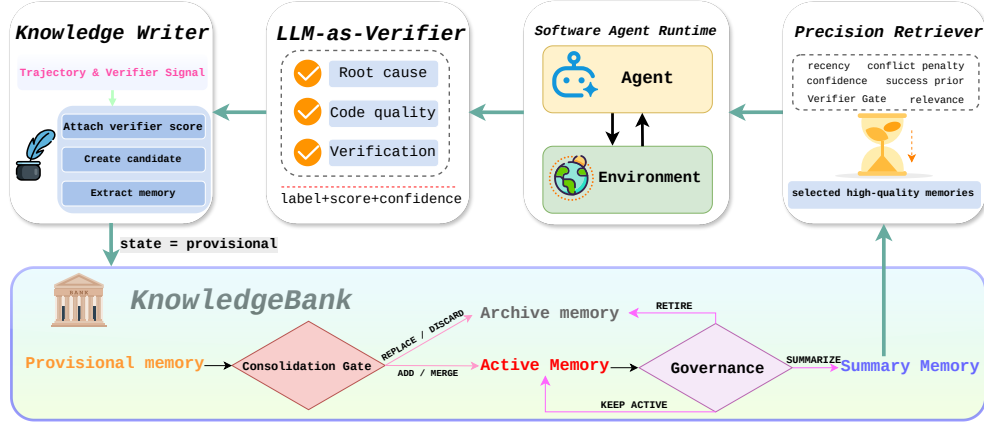 Knowledge Writer
Trajectory & Verifier Signal
Attach verifier score
Create candidate
Extract memory
LLM-as-Verifier
Root cause
Code quality
Verification
label+score+confidence
Software Agent Runtime
Agent
Environment
Precision Retriever
recency conflict penalty
confidence success prior
Verifier Gate relevance
selected high-quality memories
state = provisional
BANK
KnowledgeBank
Provisional memory
Consolidation Gate
REPLACE / DISCARD
ADD / MERGE
Archive memory
RETIRE
Active Memory
Governance
KEEP ACTIVE
SUMMARIZE
Summary Memory